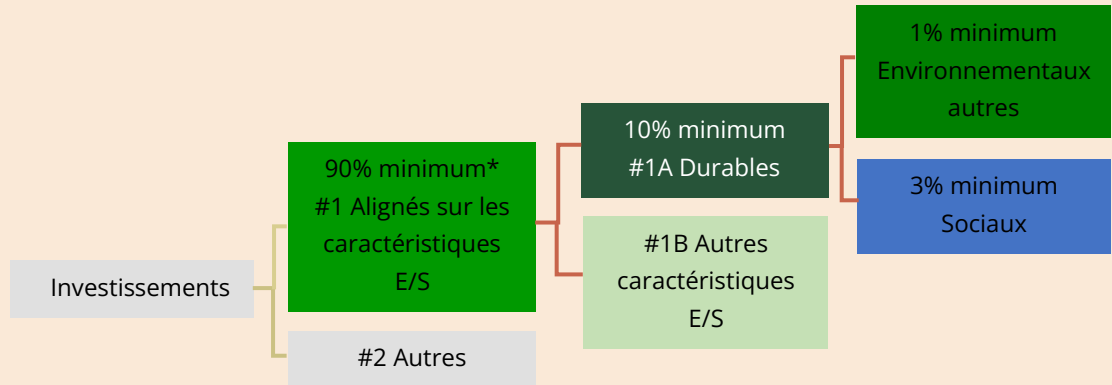 Investissements
90% minimum*
#1 Alignés sur les
caractéristiques
E/S
#2 Autres
10% minimum
#1A Durables
#1B Autres
caractéristiques
E/S
1% minimum
Environnementaux
autres
3% minimum
Sociaux